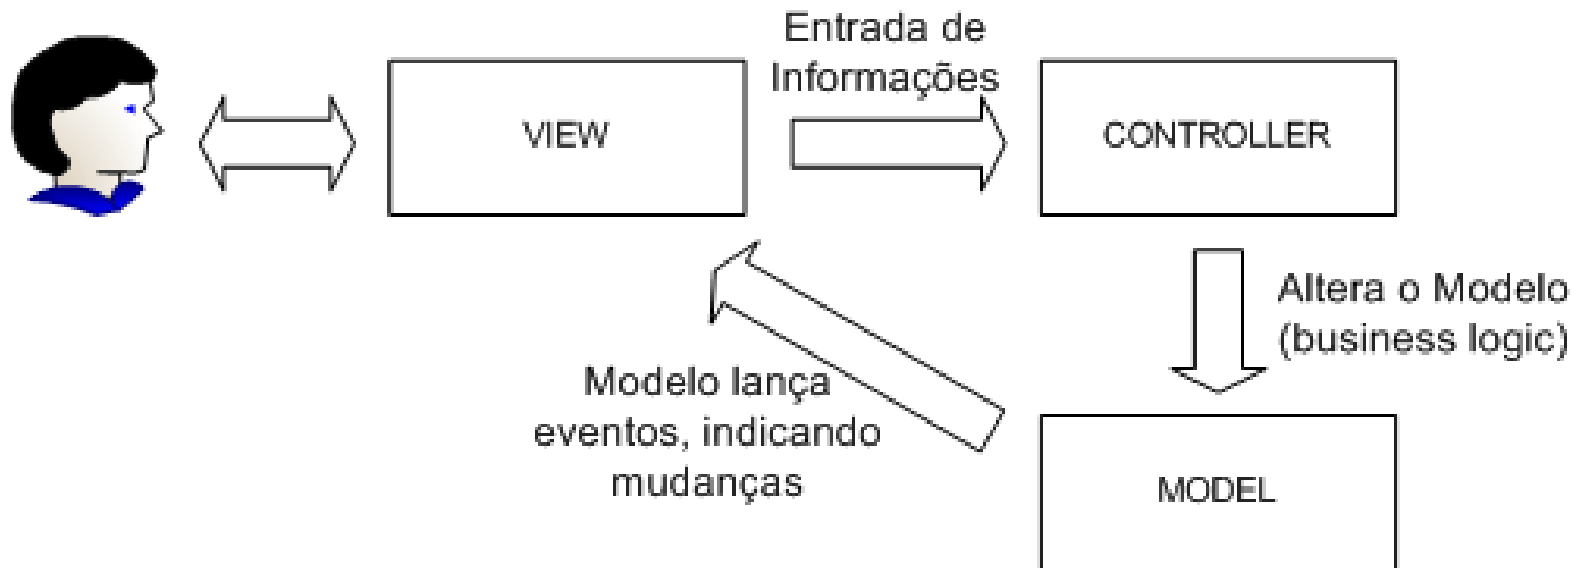 Entrada de
Informações
VIEW
CONTROLLER
Altera o Modelo
(business logic)
Modelo lança
eventos, indicando
mudanças
MODEL